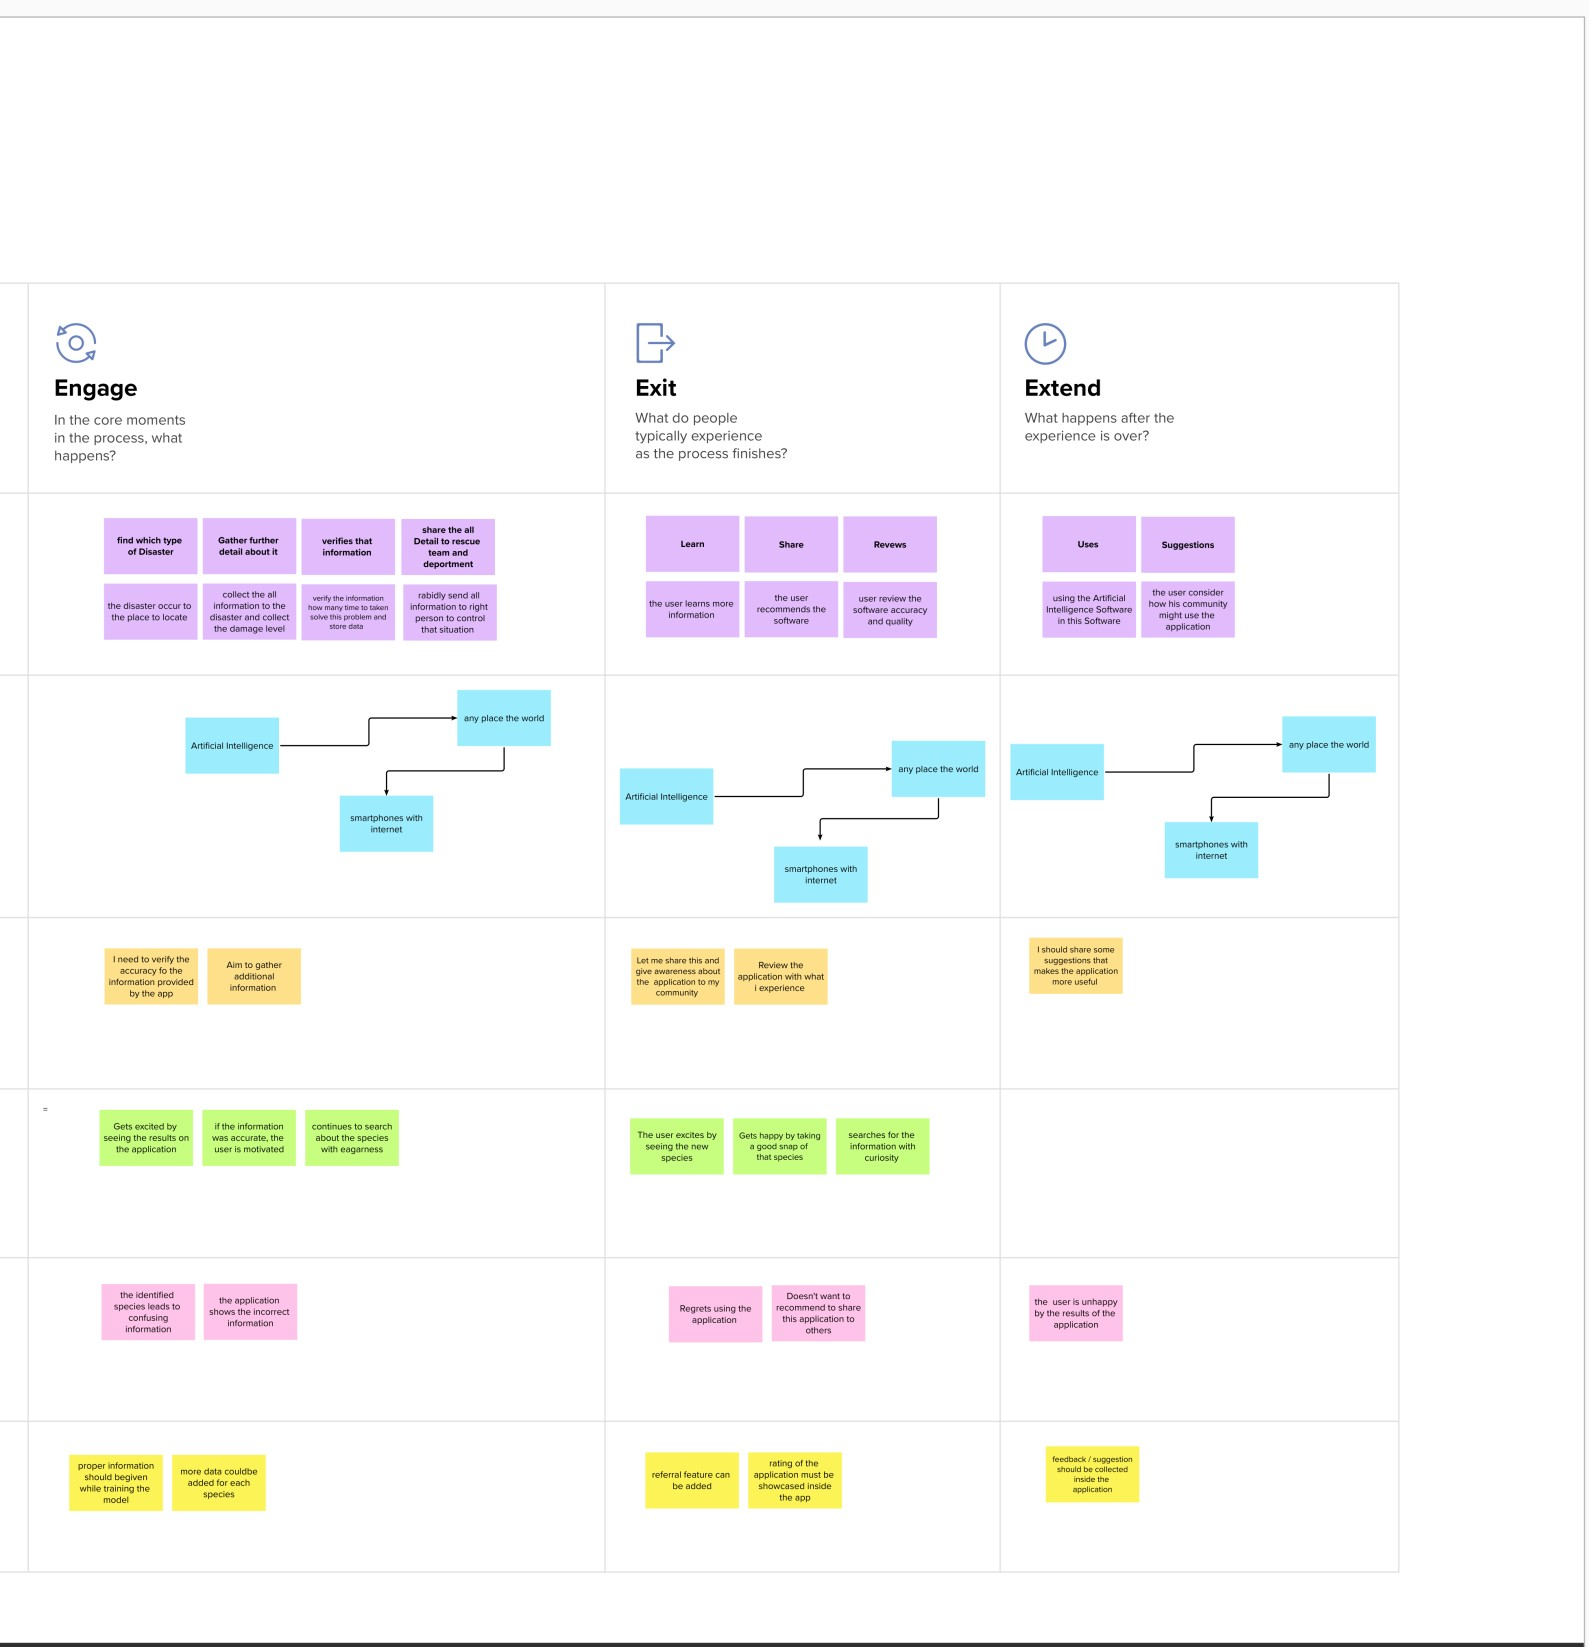 Engage
In the core moments
in the process, what
happens?
Exit
What do people
typically experience
as the process finishes?
Extend
What happens after the
experience is over?
find which type
of Disaster
Gather further
detail about it
verifies that
information
share the all
Detail to rescue
team and
deportment
Learn
Share
Revews
Uses
Suggestions
the disaster occur to
the place to locate
collect the all
information to the
disaster and collect
the damage level
verify the information
how many time to taken
solve this problem and
store data
rabidly send all
information to right
person to control
that situation
the user learns more
information
the user
recommends the
software
user review the
software accuracy
and quality
using the Artificial
Intelligence Software
in this Software
the user consider
how his community
might use the
application
Artificial Intelligence
any place the world
smartphones with
internet
Artificial Intelligence
any place the world
smartphones with
internet
Artificial Intelligence
any place the world
smartphones with
internet
I need to verify the
accuracy fo the
information provided
by the app
Aim to gather
additional
information
Let me share this and
give awareness about
the application to my
community
Review the
application with what
i experience
I should share some
suggestions that
makes the application
more useful
=
Gets excited by
seeing the results on
the application
if the information
was accurate, the
user is motivated
continues to search
about the species
with eagarness
The user excites by
seeing the new
species
Gets happy by taking
a good snap of
that species
searches for the
information with
curiosity
the identified
species leads to
confusing
information
the application
shows the incorrect
information
Regrets using the
application
Doesn't want to
recommend to share
this application to
others
the user is unhappy
by the results of the
application
proper information
should begiven
while training the
model
more data couldbe
added for each
species
referral feature can
be added
rating of the
application must be
showcased inside
the app
feedback / suggestion
should be collected
inside the
application